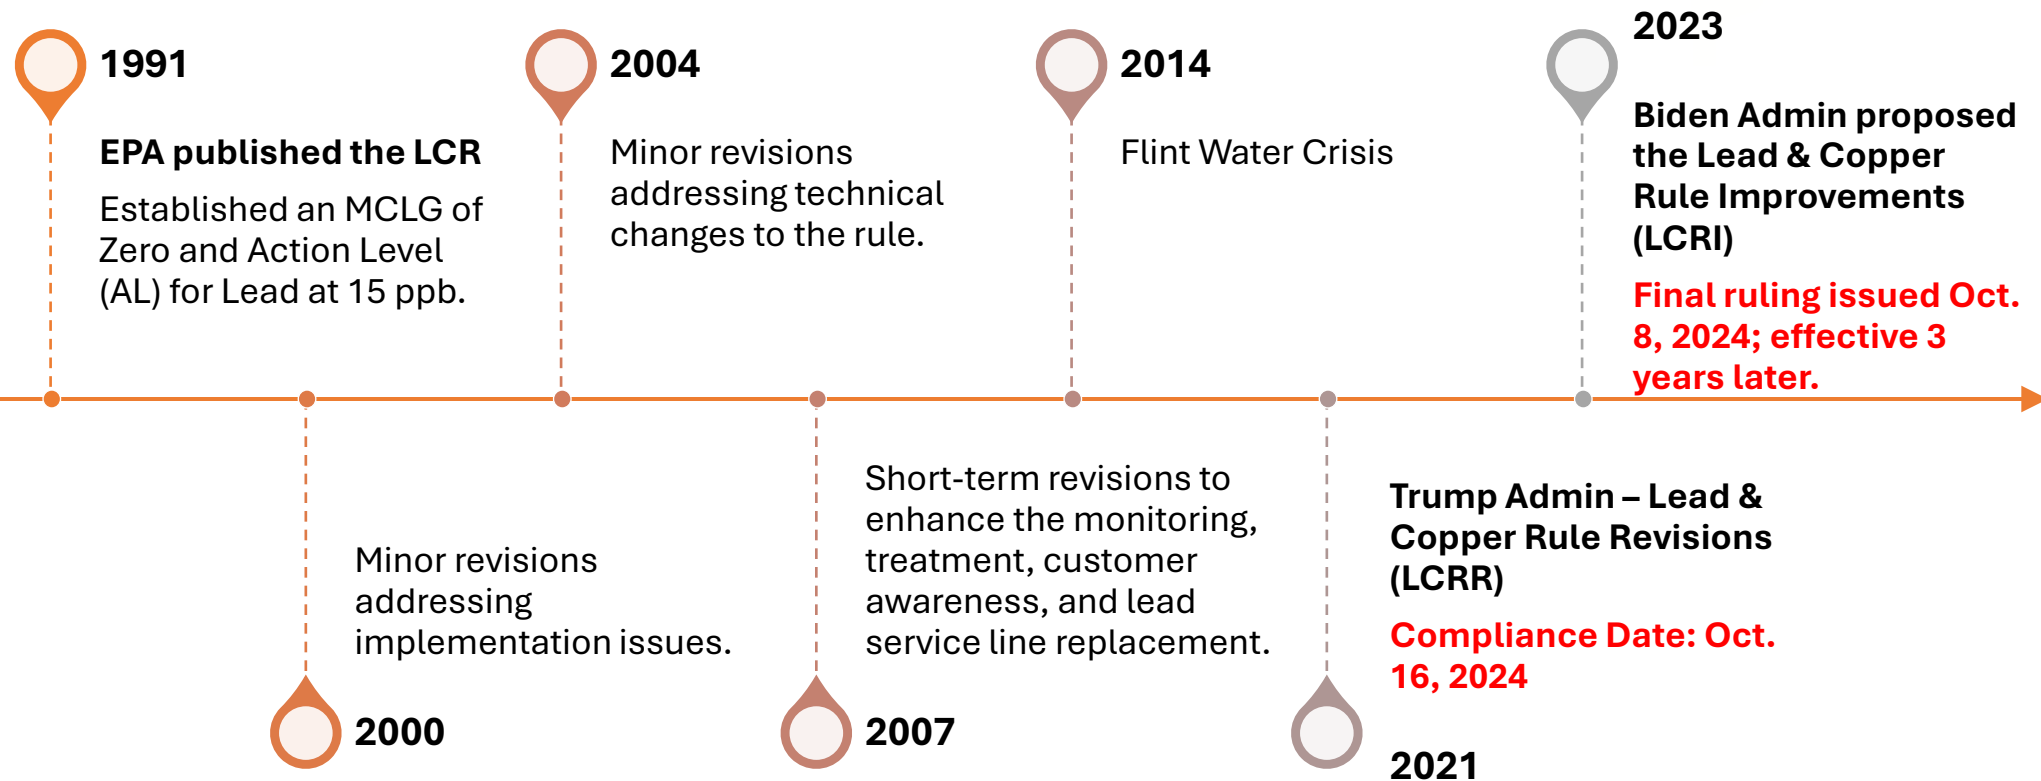 1991
EPA published the LCR
Established an MCLG of
Zero and Action Level
(AL) for Lead at 15 ppb.
Minor revisions
addressing
implementation issues.
2000
2004
Minor revisions
addressing technical
changes to the rule.
Short-term revisions to
enhance the monitoring,
treatment, customer
awareness, and lead
service line replacement.
2007
2014
Flint Water Crisis
Trump Admin – Lead &
Copper Rule Revisions
(LCRR)
Compliance Date: Oct.
16, 2024
2021
2023
Biden Admin proposed
the Lead & Copper
Rule Improvements
(LCRI)
Final ruling issued Oct.
8, 2024; effective 3
years later.